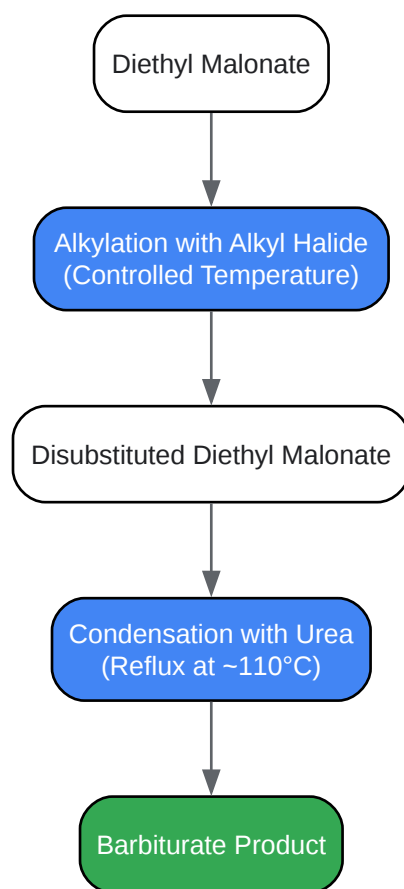 Diethyl Malonate
Alkylation with Alkyl Halide
(Controlled Temperature)
Disubstituted Diethyl Malonate
Condensation with Urea
(Reflux at ~110°C)
Barbiturate Product